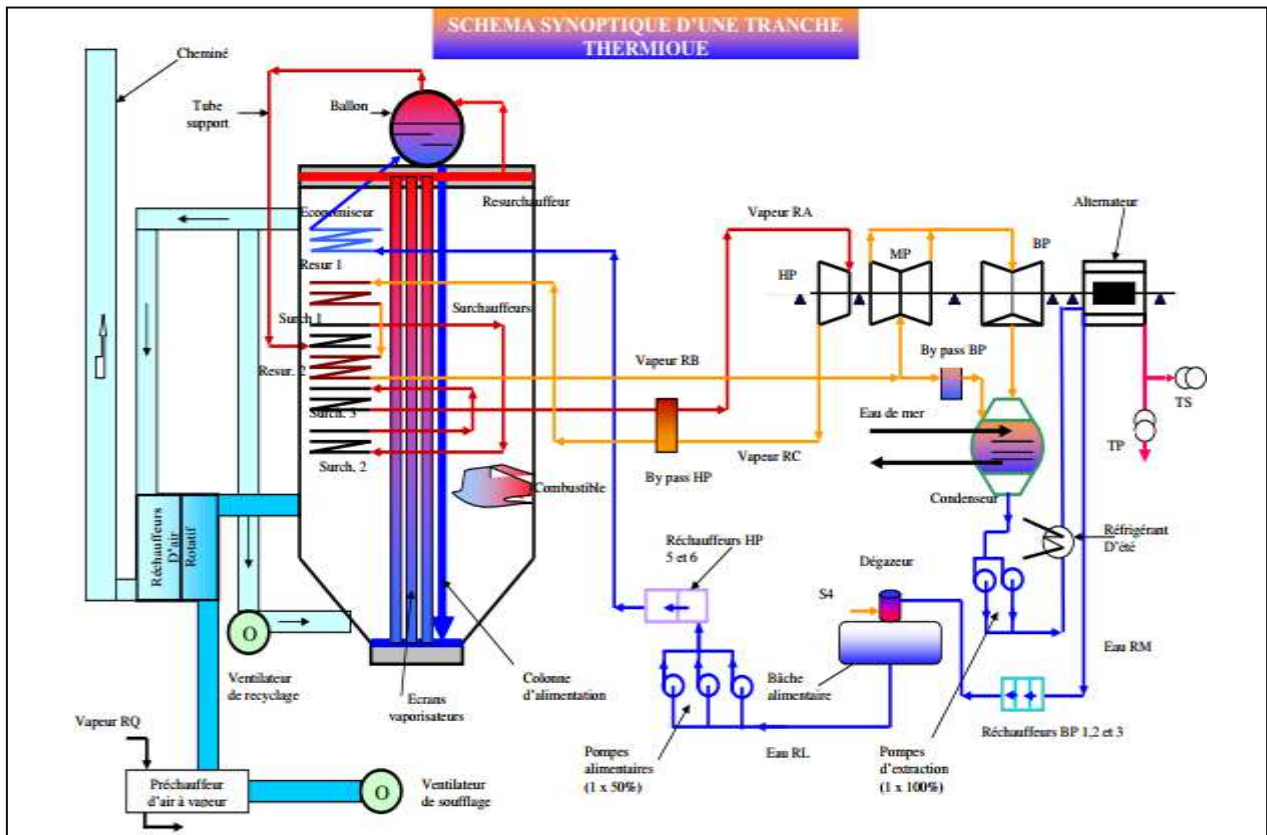 SCHEMA SYNOPTIQUE D'UNE TRANCHE
THERMIQUE
Cheminé
Tube
support
Ballon
Resurchauffeur
Economiseur
Resur 1
Surch 1
Surchauffeurs
Resur. 2
Surch. 3
Surch. 2
Combustible
Vapeur RA
HP
MP
BP
Alternateur
Vapeur RB
By pass BP
Eau de mer
TS
TP
Vapeur RC
By pass HP
Condenseur
Réchauffeurs
D'air
Rotatif
Réchauffeurs HP
5 et 6
Dégazeur
Réfrigérant
D'été
S4
O
Ventilateur
de recyclage
Ecrans
vaporisateurs
Colonne
d'alimentation
Bâche
alimentaire
Eau RM
Réchauffeurs BP 1,2 et 3
Vapeur RQ
Pompes
alimentaires
(1 x 50%)
Eau RL
Pompes
d'extraction
(1 x 100%)
Préchauffeur
d'air à vapeur
O
Ventilateur
de soufflage